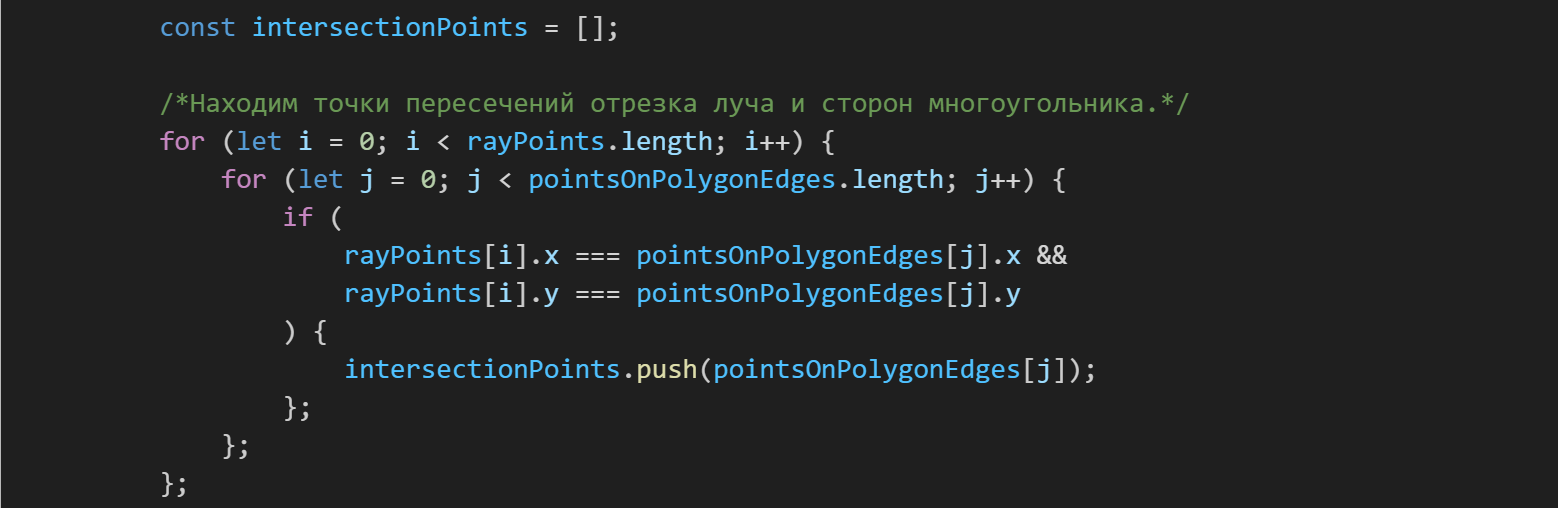 const intersectionPoints = [];
/*Находим точки пересечений отрезка луча и сторон многоугольника.*/
for (let i = 0; i < rayPoints.length; i++) {
for (let j = 0; j < pointsOnPolygonEdges.length; j++) {
if (
rayPoints[i].x === pointsOnPolygonEdges[j].x &&
rayPoints[i].y === pointsOnPolygonEdges[j].y
) {
intersectionPoints.push(pointsOnPolygonEdges[j]);
};
};
};